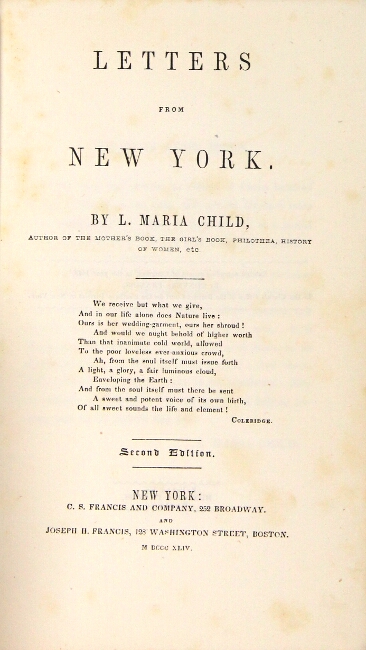 LETTERS
FROM
NEW YORK.
BY L. MARIA CHILD,
AUTHOR OF THE MOTHER'S BOOK, THE GIRL'S BOOK, PHILOTHEA, HISTORY
OF WOMEN, etc
We receive but what we give,
And in our life alone does Nature live:
Ours is her wedding-garment, ours her shroud!
And would we ought behold of higher worth
Than that inanimate cold world, allowed
To the poor loveless ever-anxious crowd,
Ah, from the soul itself must issue forth
A light, a glory, a fair luminous cloud,
Enveloping the Earth:
And from the soul itself must there be sent
A sweet and potent voice of its own birth,
Of all sweet sounds the life and element!
COLERIDGE.
Second Edition.
NEW YORK:
C. S. FRANCIS AND COMPANY, 252 BROADWAY.
AND
JOSEPH H. FRANCIS, 128 WASHINGTON STREET, BOSTON.
M DCCC XLIV.